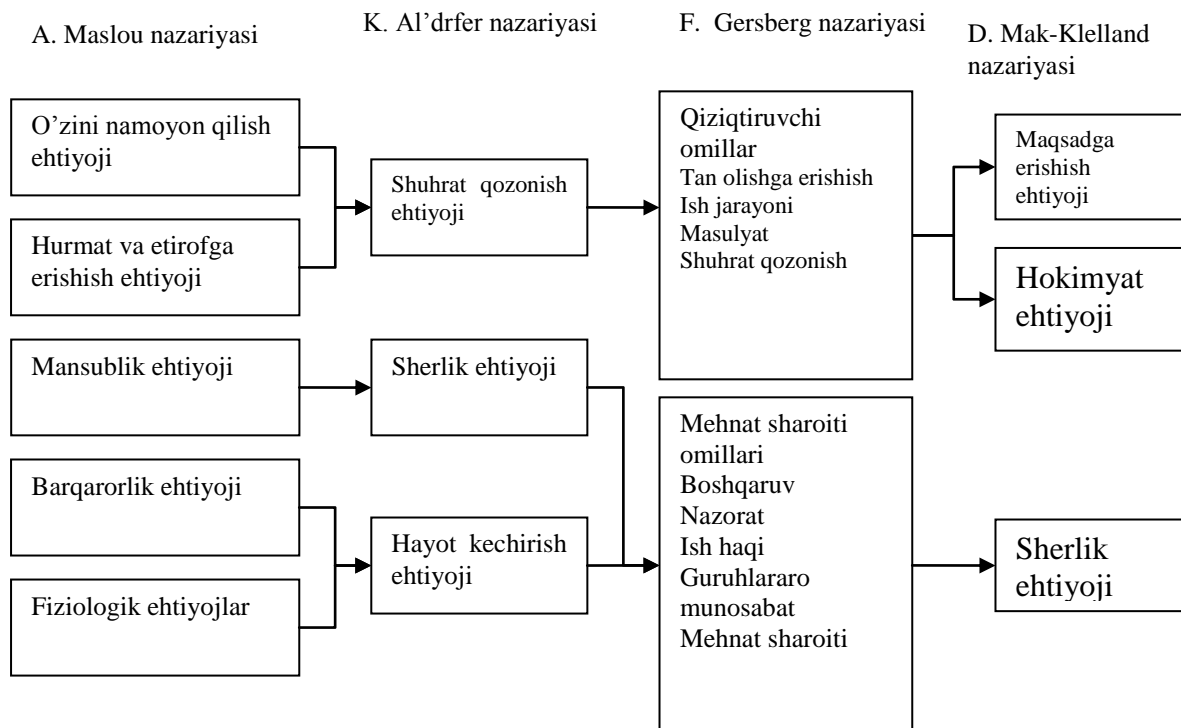 A. Maslou nazariyasi
K. Al’drfer nazariyasi
F. Gersberg nazariyasi
D. Mak-Klelland
nazariyasi
O’zini namoyon qilish
ehtiyoji
Hurmat va etirofga
erishish ehtiyoji
Mansublik ehtiyoji
Barqarorlik ehtiyoji
Fiziologik ehtiyojlar
Shuhrat qozonish
ehtiyoji
Sherlik ehtiyoji
Hayot kechirish
ehtiyoji
Qiziqtiruvchi
omillar
Tan olishga erishish
Ish jarayoni
Masulyat
Shuhrat qozonish
Mehnat sharoiti
omillari
Boshqaruv
Nazorat
Ish haqi
Guruhlararo
munosabat
Mehnat sharoiti
Maqsadga
erishish
ehtiyoji
Hokimyat
ehtiyoji
Sherlik
ehtiyoji